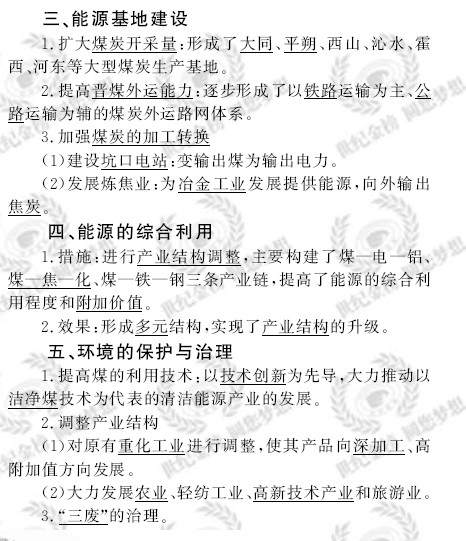 三、能源基地建设
1.扩大煤炭开采量:形成了大同、平朔、西山、沁水、霍
西、河东等大型煤炭生产基地。
2.提高晋煤外运能力:逐步形成了以铁路运输为主、公
路运输为辅的煤炭外运路网体系。
3.加强煤炭的加工转换
(1)建设坑口电站:变输出煤为输出电力。
(2)发展炼焦业:为冶金工业发展提供能源,向外输出
焦炭。
四、能源的综合利用
1.措施:进行产业结构调整,主要构建了煤—电—铝、
煤—焦—化、煤—铁—钢三条产业链,提高了能源的综合利
用程度和附加价值。
2.效果:形成多元结构,实现了产业结构的升级。
五、环境的保护与治理
1.提高煤的利用技术:以技术创新为先导,大力推动以
洁净煤技术为代表的清洁能源产业的发展。
2.调整产业结构
(1)对原有重化工业进行调整,使其产品向深加工、高
附加值方向发展。
(2)大力发展农业、轻纺工业、高新技术产业和旅游业。
3.“三废”的治理。